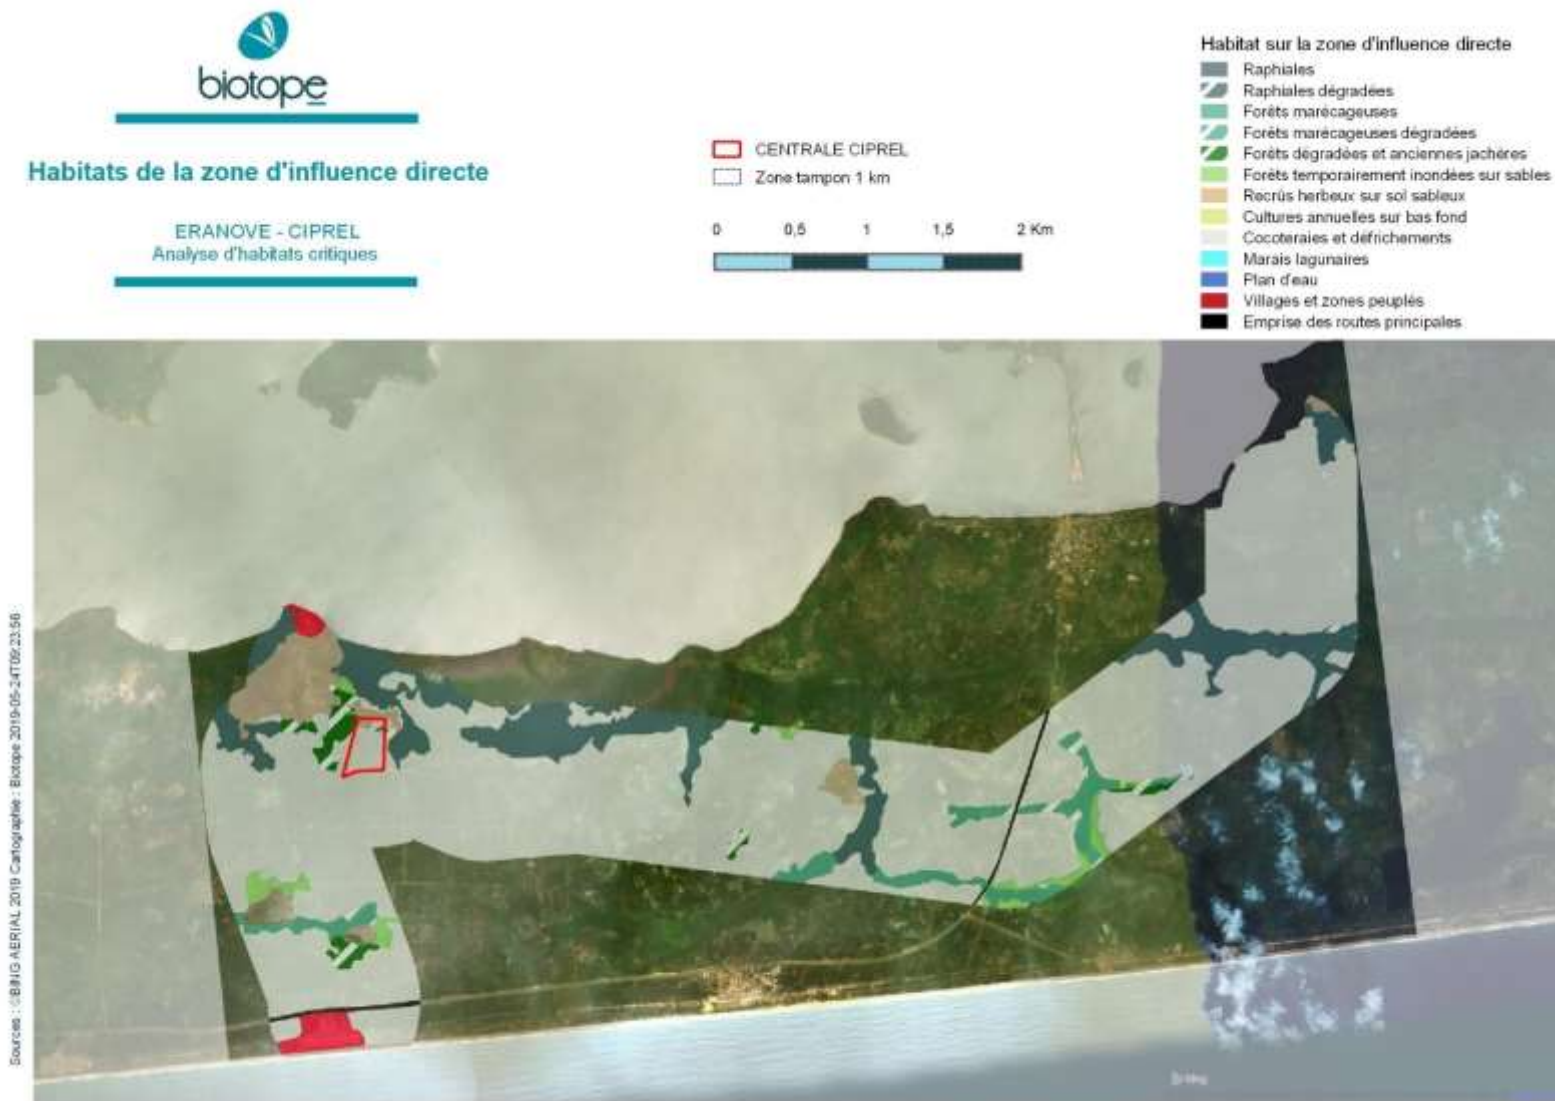 biotope
Habitats de la zone d'influence directe
ERANOVE - CIPREL
Analyse d'habitats critiques
CENTRALE CIPREL
Zone tampon 1 km
0 0,5 1 1,5 2 Km
Habitat sur la zone d'influence directe
Raphiales
Raphiales dégradées
Forêts marécageuses
Forêts marécageuses dégradées
Forêts dégradées et anciennes jachères
Forêts temporairement inondées sur sables
Recrûs herbeux sur sol sableux
Cultures annuelles sur bas fond
Cocoteraies et défrichements
Marais lagunaires
Plan d'eau
Villages et zones peuplés
Emprise des routes principales
Sources : ©BING AERIAL 2019 Cartographie : Biotope 2019-05-24T09:23:56